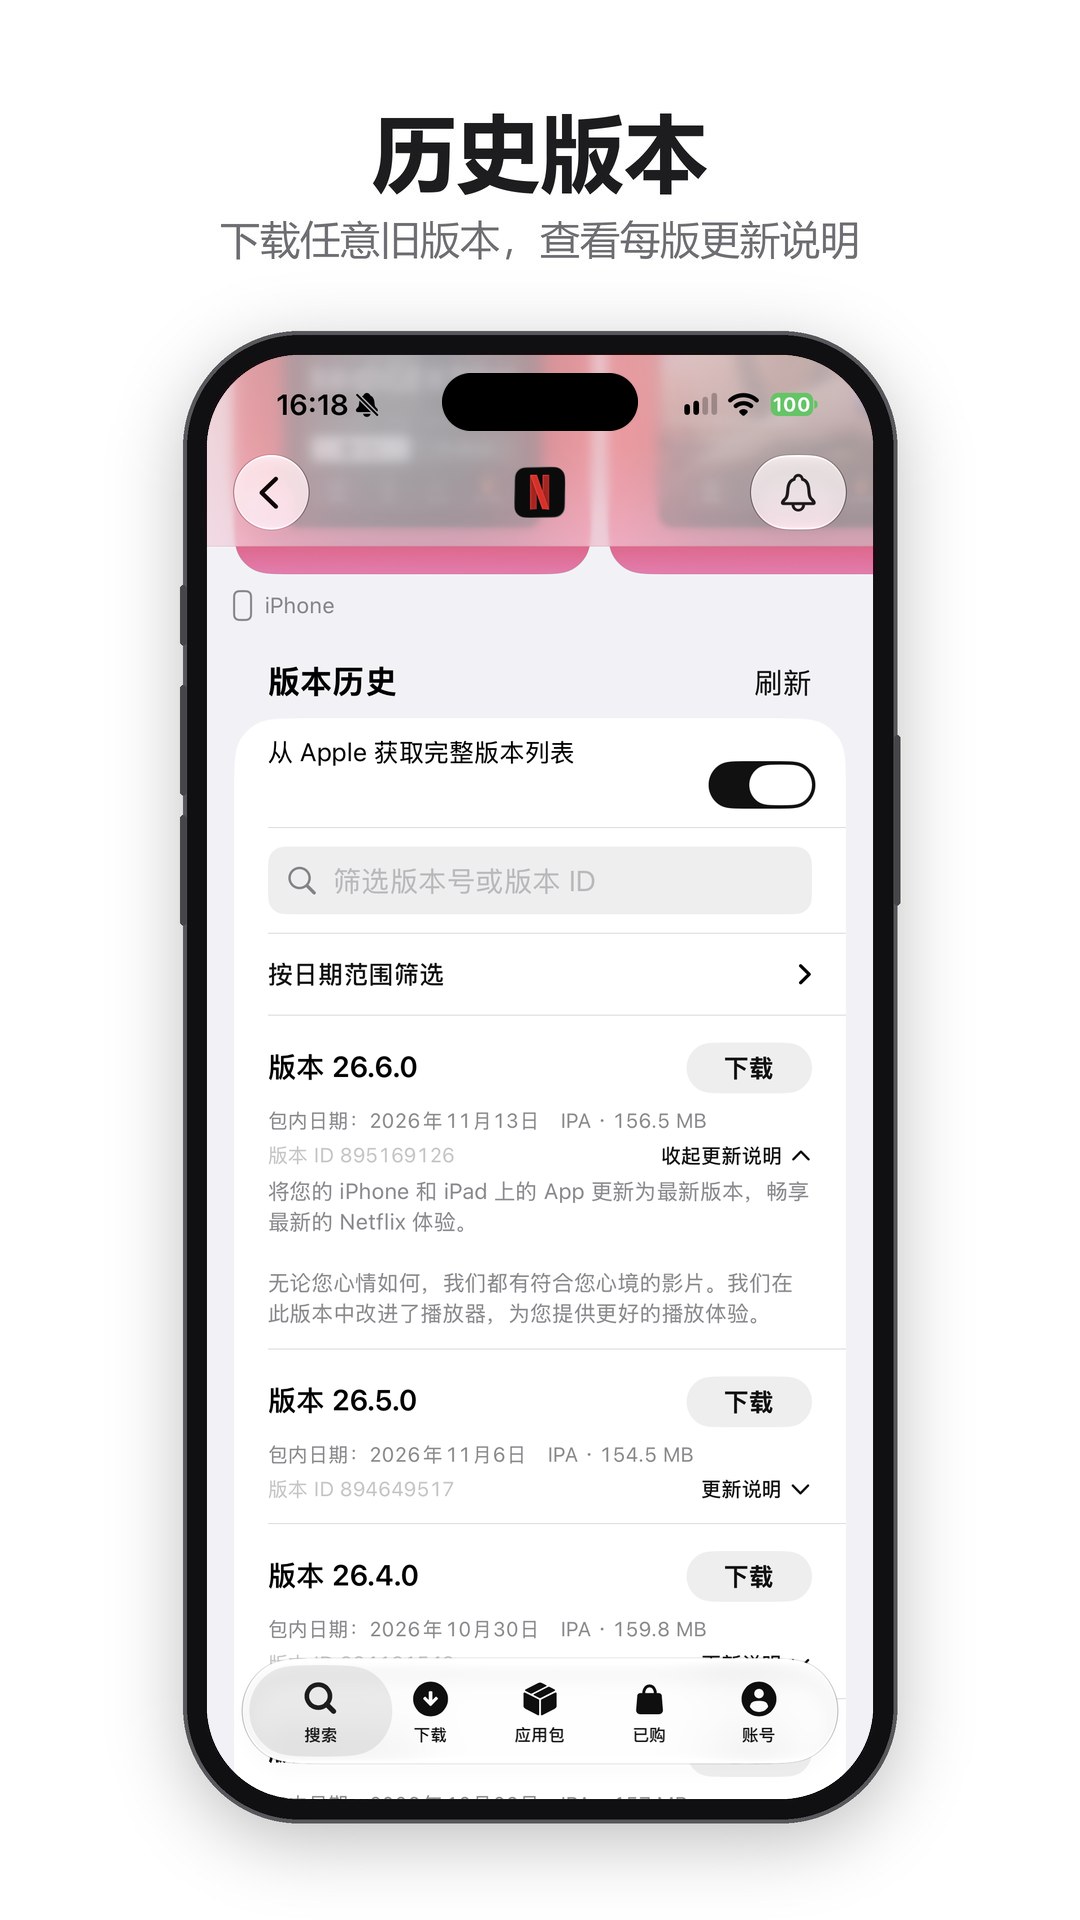 历史版本
下载任意旧版本，查看每版更新说明
16:18
100
N
iPhone
版本历史
刷新
从 Apple 获取完整版本列表
筛选版本号或版本 ID
按日期范围筛选
版本 26.6.0
下载
包内日期：2026年11月13日 IPA · 156.5 MB
版本 ID 895169126
收起更新说明
将您的 iPhone 和 iPad 上的 App 更新为最新版本，畅享
最新的 Netflix 体验。
无论您心情如何，我们都有符合您心境的影片。我们在
此版本中改进了播放器，为您提供更好的播放体验。
版本 26.5.0
下载
包内日期：2026年11月6日 IPA · 154.5 MB
版本 ID 894649517
更新说明
版本 26.4.0
下载
包内日期：2026年10月30日 IPA · 159.8 MB
搜索
下载
应用包
已购
账号